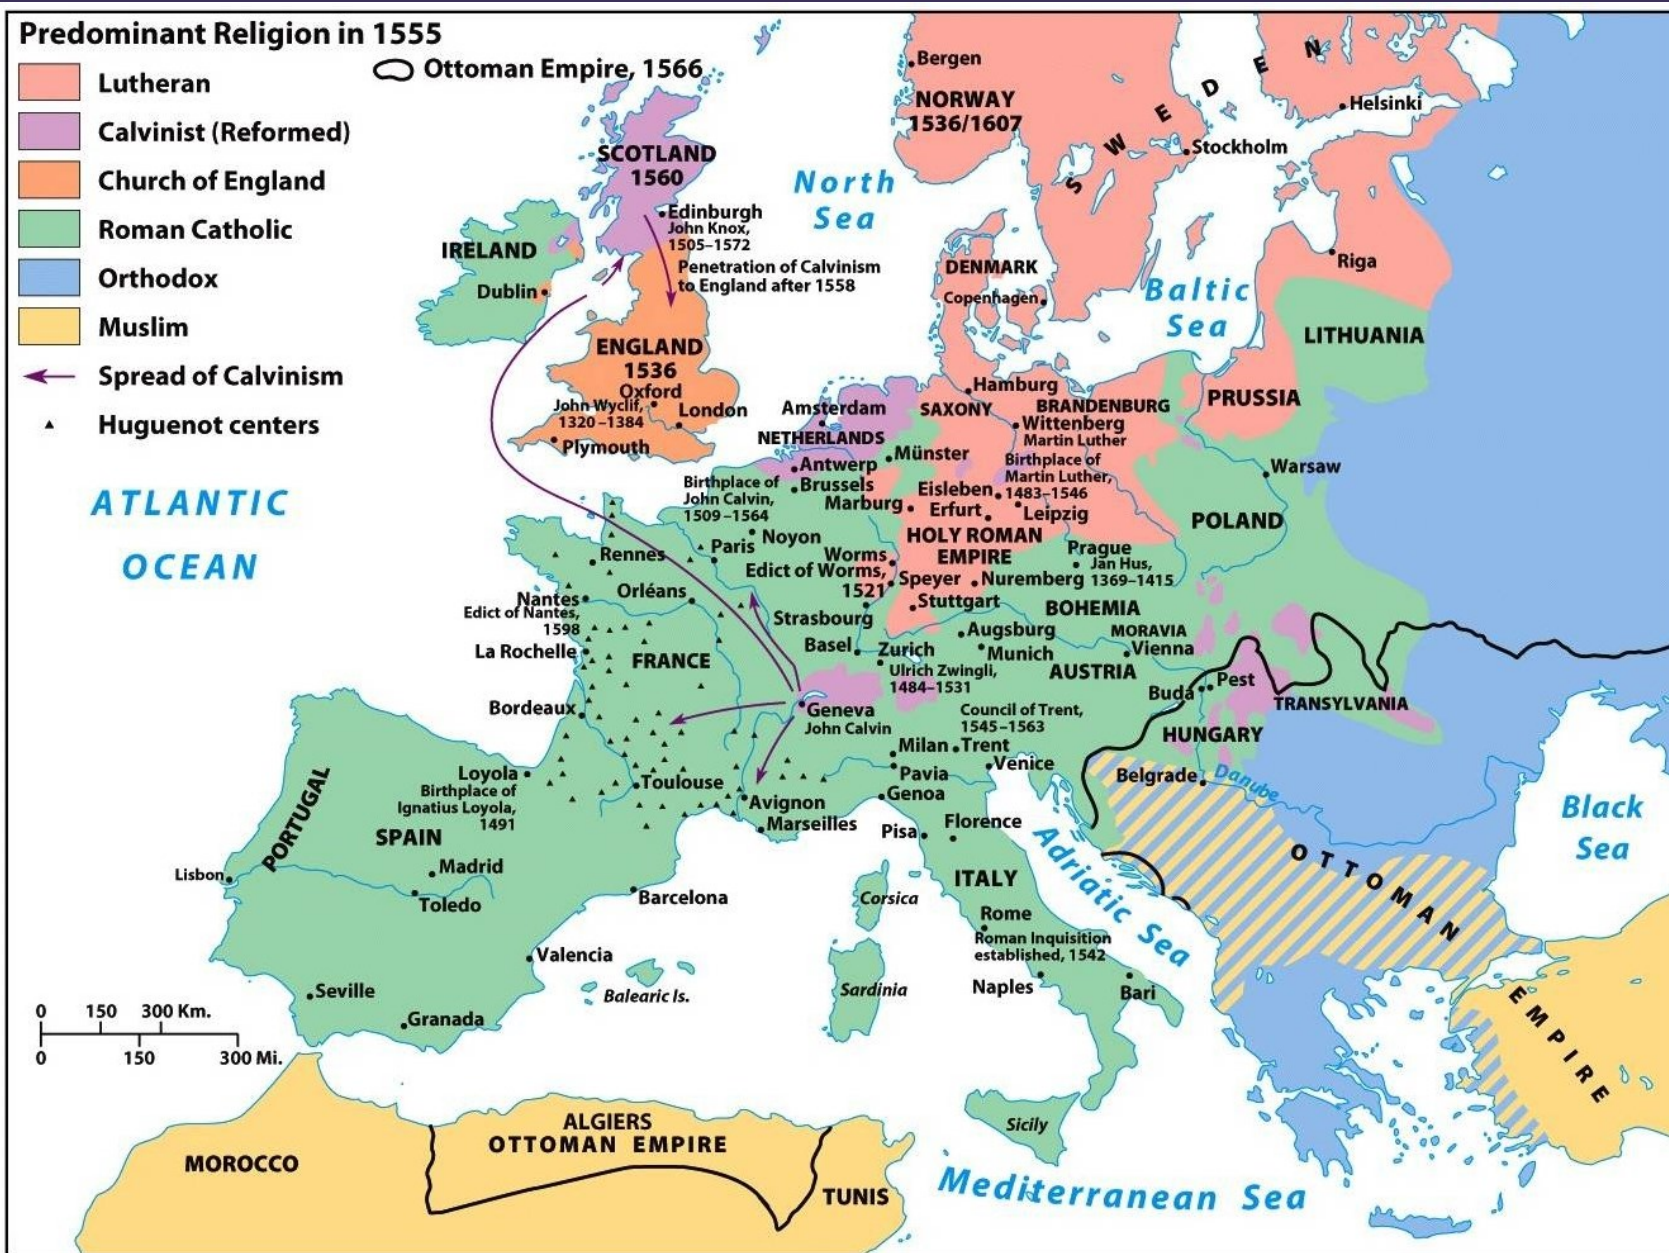 Predominant Religion in 1555
Ottoman Empire, 1566
Lutheran
Calvinist (Reformed)
Church of England
Roman Catholic
Orthodox
Muslim
Spread of Calvinism
Huguenot centers
Bergen
NORWAY
1536/1607
SWEDEN
Helsinki
Stockholm
SCOTLAND
1560
North
Sea
Edinburgh
John Knox,
1505–1572
Penetration of Calvinism
to England after 1558
IRELAND
Dublin
DENMARK
Copenhagen
Baltic
Sea
Riga
LITHUANIA
ENGLAND
1536
Oxford
John Wyclif,
1320–1384
London
Plymouth
Amsterdam
NETHERLANDS
Hamburg
SAXONY
BRANDENBURG
Wittenberg
Martin Luther
PRUSSIA
Antwerp
Brussels
Münster
Birthplace of
Martin Luther,
1483–1546
Warsaw
ATLANTIC
OCEAN
Birthplace of
John Calvin,
1509–1564
Marburg
Eisleben
Erfurt
Leipzig
POLAND
Noyon
Paris
Rennes
HOLY ROMAN
EMPIRE
Prague
Jan Hus,
1369–1415
Worms
Edict of Worms,
1521
Speyer
Nuremberg
Orléans
Nantes
Edict of Nantes,
1598
Strasbourg
Stuttgart
BOHEMIA
Augsburg
MORAVIA
La Rochelle
FRANCE
Basel
Zurich
Ulrich Zwingli,
1484–1531
Munich
Vienna
AUSTRIA
Buda
Pest
TRANSYLVANIA
Bordeaux
Geneva
John Calvin
Council of Trent,
1545–1563
HUNGARY
Milan
Trent
Venice
Pavia
Genoa
Belgrade
Danube
Black
Sea
Loyola
Birthplace of
Ignatius Loyola,
1491
Toulouse
Avignon
Marseilles
PORTUGAL
SPAIN
Pisa
Florence
Adriatic Sea
OTTOMAN
EMPIRE
Lisbon
Madrid
Toledo
Barcelona
Corsica
ITALY
Rome
Roman Inquisition
established, 1542
Valencia
Balearic Is.
Sardinia
Naples
Bari
Seville
Granada
0 150 300 Km.
0 150 300 Mi.
Sicily
MOROCCO
ALGIERS
OTTOMAN EMPIRE
TUNIS
Mediterranean Sea